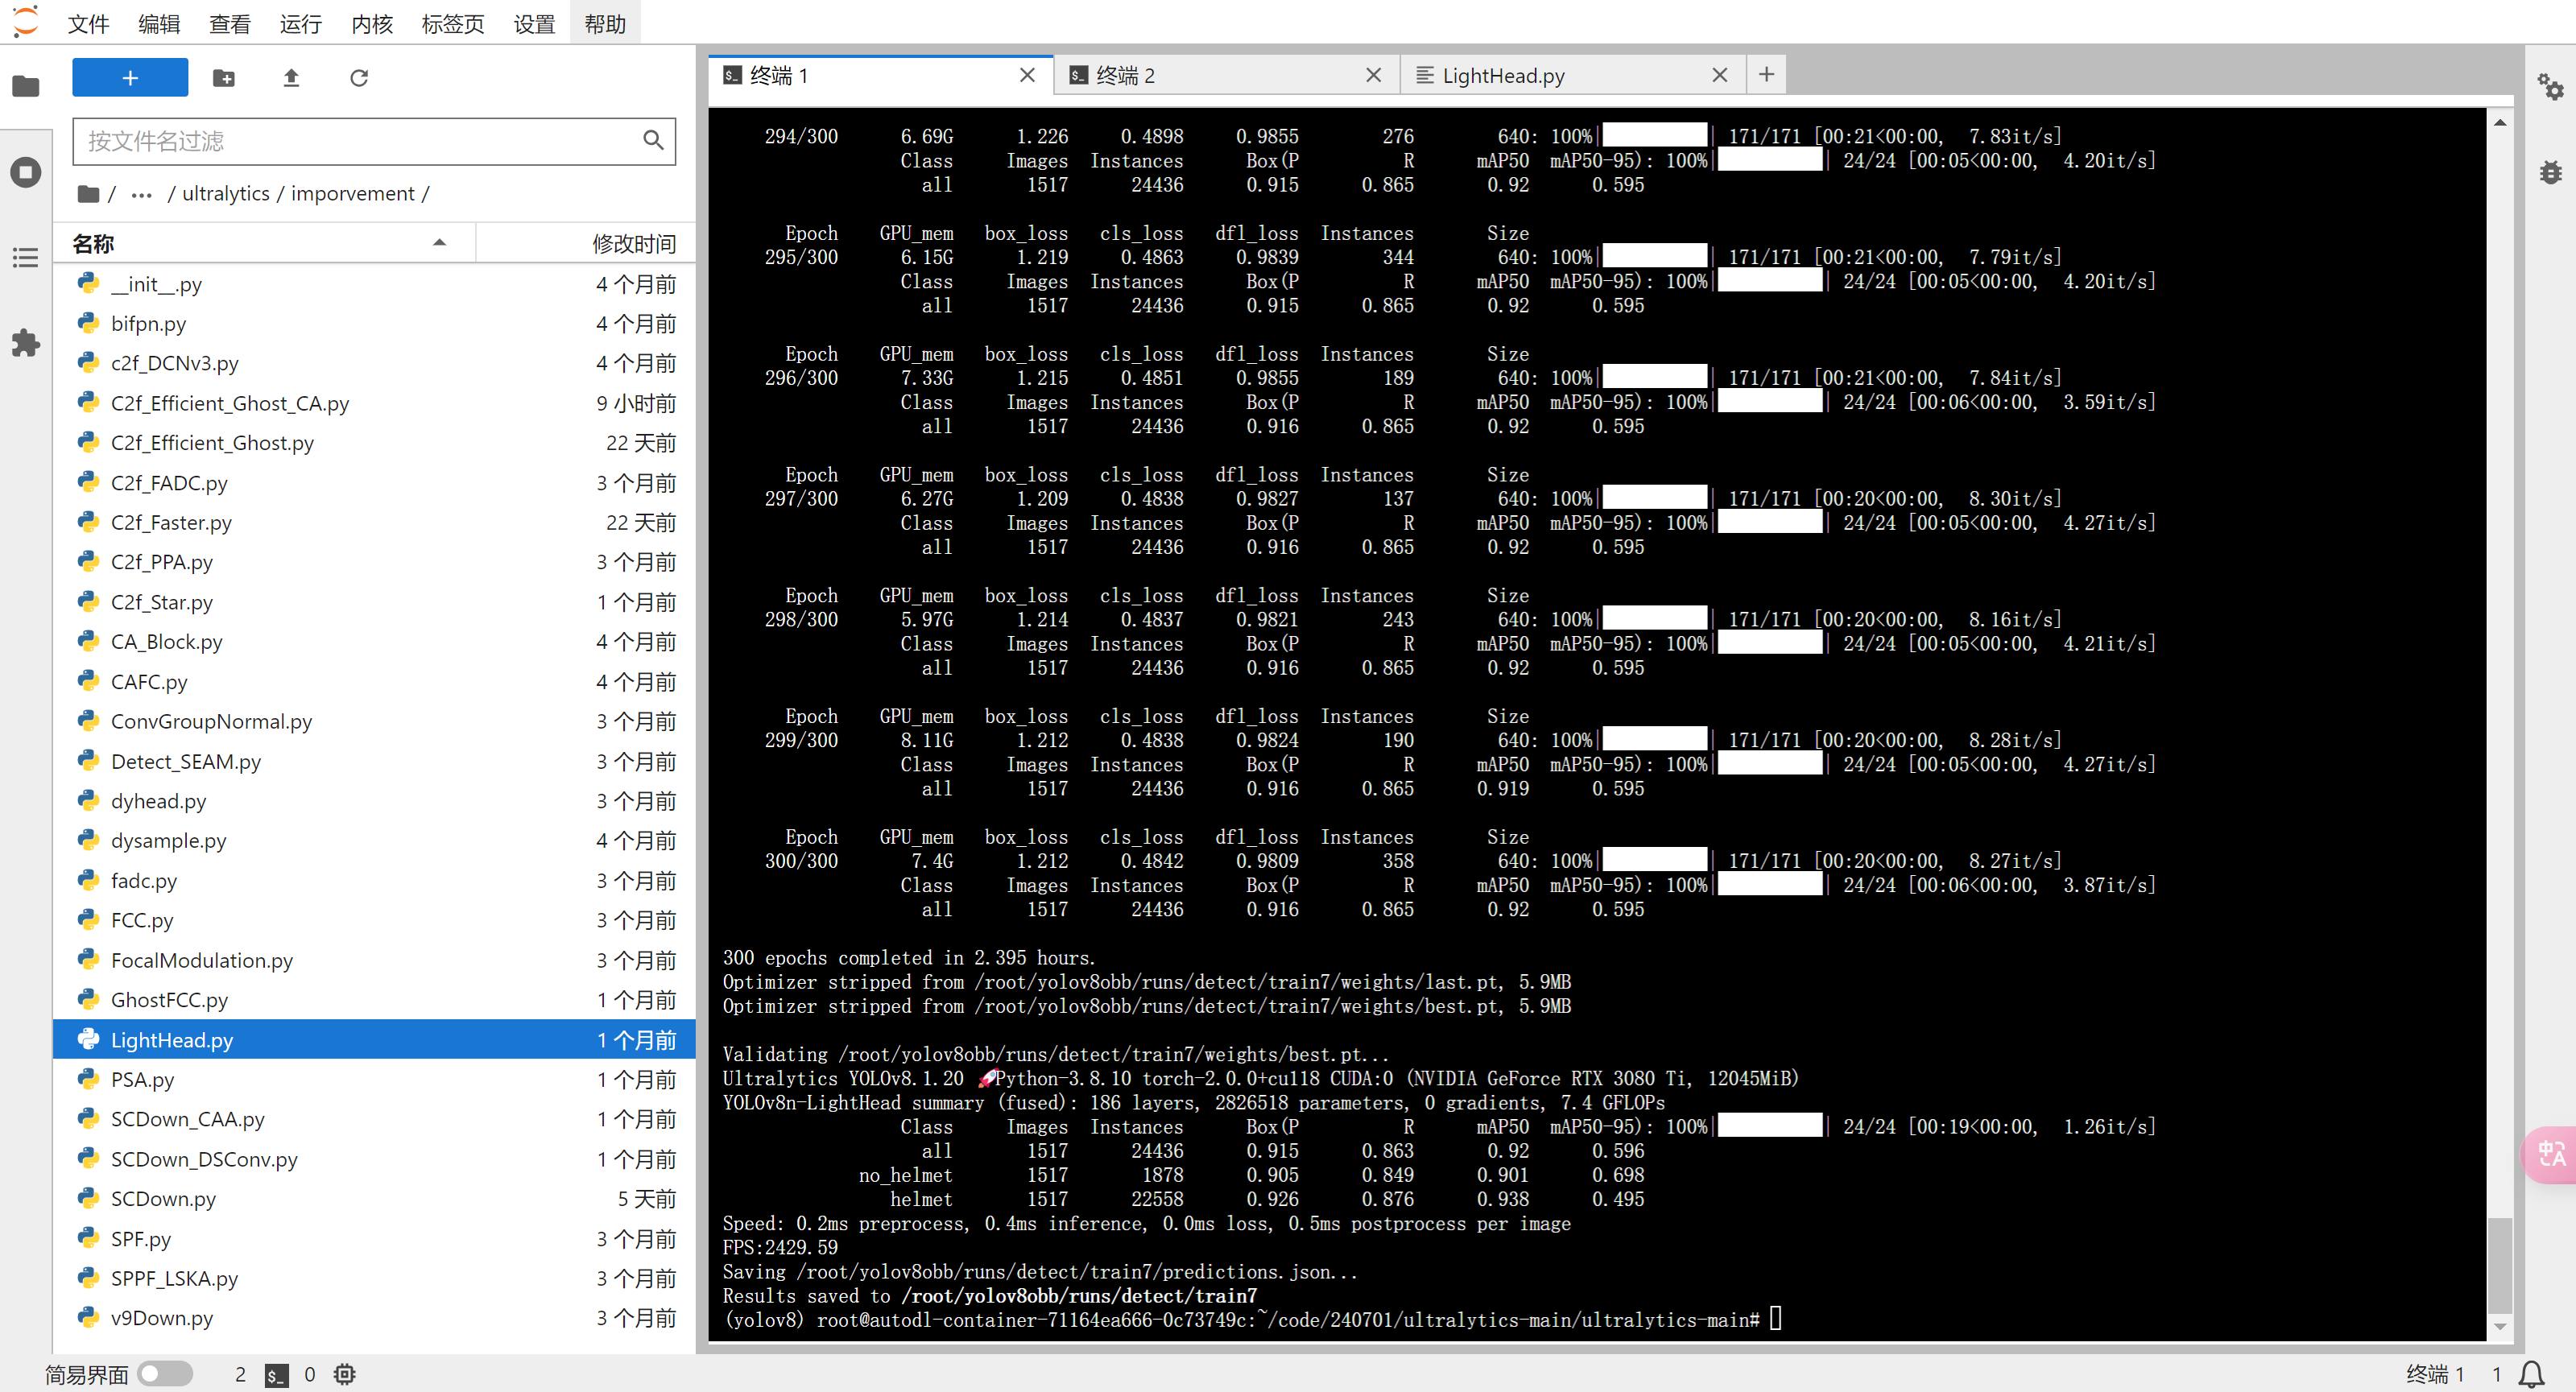 文件 编辑 查看 运行 内核 标签页 设置 帮助
+
按文件名过滤
/ ... / ultralytics / imporvement /
名称 修改时间
__init__.py 4 个月前
bifpn.py 4 个月前
c2f_DCNv3.py 4 个月前
C2f_Efficient_Ghost_CA.py 9 小时前
C2f_Efficient_Ghost.py 22 天前
C2f_FADC.py 3 个月前
C2f_Faster.py 22 天前
C2f_PPA.py 3 个月前
C2f_Star.py 1 个月前
CA_Block.py 4 个月前
CAFC.py 4 个月前
ConvGroupNormal.py 3 个月前
Detect_SEAM.py 3 个月前
dyhead.py 3 个月前
dysample.py 4 个月前
fadc.py 3 个月前
FCC.py 3 个月前
FocalModulation.py 3 个月前
GhostFCC.py 1 个月前
LightHead.py 1 个月前
PSA.py 1 个月前
SCDown_CAA.py 1 个月前
SCDown_DSConv.py 1 个月前
SCDown.py 5 天前
SPF.py 3 个月前
SPPF_LSKA.py 3 个月前
v9Down.py 3 个月前
终端 1 终端 2 LightHead.py +
294/300 6.69G 1.226 0.4898 0.9855 276 640: 100%| | 171/171 [00:21<00:00, 7.83it/s]
Class Images Instances Box(P R mAP50 mAP50-95): 100%| | 24/24 [00:05<00:00, 4.20it/s]
all 1517 24436 0.915 0.865 0.92 0.595
Epoch GPU_mem box_loss cls_loss dfl_loss Instances Size
295/300 6.15G 1.219 0.4863 0.9839 344 640: 100%| | 171/171 [00:21<00:00, 7.79it/s]
Class Images Instances Box(P R mAP50 mAP50-95): 100%| | 24/24 [00:05<00:00, 4.20it/s]
all 1517 24436 0.915 0.865 0.92 0.595
Epoch GPU_mem box_loss cls_loss dfl_loss Instances Size
296/300 7.33G 1.215 0.4851 0.9855 189 640: 100%| | 171/171 [00:21<00:00, 7.84it/s]
Class Images Instances Box(P R mAP50 mAP50-95): 100%| | 24/24 [00:06<00:00, 3.59it/s]
all 1517 24436 0.916 0.865 0.92 0.595
Epoch GPU_mem box_loss cls_loss dfl_loss Instances Size
297/300 6.27G 1.209 0.4838 0.9827 137 640: 100%| | 171/171 [00:20<00:00, 8.30it/s]
Class Images Instances Box(P R mAP50 mAP50-95): 100%| | 24/24 [00:05<00:00, 4.27it/s]
all 1517 24436 0.916 0.865 0.92 0.595
Epoch GPU_mem box_loss cls_loss dfl_loss Instances Size
298/300 5.97G 1.214 0.4837 0.9821 243 640: 100%| | 171/171 [00:20<00:00, 8.16it/s]
Class Images Instances Box(P R mAP50 mAP50-95): 100%| | 24/24 [00:05<00:00, 4.21it/s]
all 1517 24436 0.916 0.865 0.92 0.595
Epoch GPU_mem box_loss cls_loss dfl_loss Instances Size
299/300 8.11G 1.212 0.4838 0.9824 190 640: 100%| | 171/171 [00:20<00:00, 8.28it/s]
Class Images Instances Box(P R mAP50 mAP50-95): 100%| | 24/24 [00:05<00:00, 4.27it/s]
all 1517 24436 0.916 0.865 0.919 0.595
Epoch GPU_mem box_loss cls_loss dfl_loss Instances Size
300/300 7.4G 1.212 0.4842 0.9809 358 640: 100%| | 171/171 [00:20<00:00, 8.27it/s]
Class Images Instances Box(P R mAP50 mAP50-95): 100%| | 24/24 [00:06<00:00, 3.87it/s]
all 1517 24436 0.916 0.865 0.92 0.595
300 epochs completed in 2.395 hours.
Optimizer stripped from /root/yolov8obb/runs/detect/train7/weights/last.pt, 5.9MB
Optimizer stripped from /root/yolov8obb/runs/detect/train7/weights/best.pt, 5.9MB
Validating /root/yolov8obb/runs/detect/train7/weights/best.pt...
Ultralytics YOLOv8.1.20 🚀 Python-3.8.10 torch-2.0.0+cu118 CUDA:0 (NVIDIA GeForce RTX 3080 Ti, 12045MiB)
YOLOv8n-LightHead summary (fused): 186 layers, 2826518 parameters, 0 gradients, 7.4 GFLOPs
Class Images Instances Box(P R mAP50 mAP50-95): 100%| | 24/24 [00:19<00:00, 1.26it/s]
all 1517 24436 0.915 0.863 0.92 0.596
no_helmet 1517 1878 0.905 0.849 0.901 0.698
helmet 1517 22558 0.926 0.876 0.938 0.495
Speed: 0.2ms preprocess, 0.4ms inference, 0.0ms loss, 0.5ms postprocess per image
FPS:2429.59
Saving /root/yolov8obb/runs/detect/train7/predictions.json...
Results saved to /root/yolov8obb/runs/detect/train7
(yolov8) root@autodl-container-71164ea666-0c73749c:~/code/240701/ultralytics-main/ultralytics-main#
中A
简易界面 2 $_ 0 终端 1 1